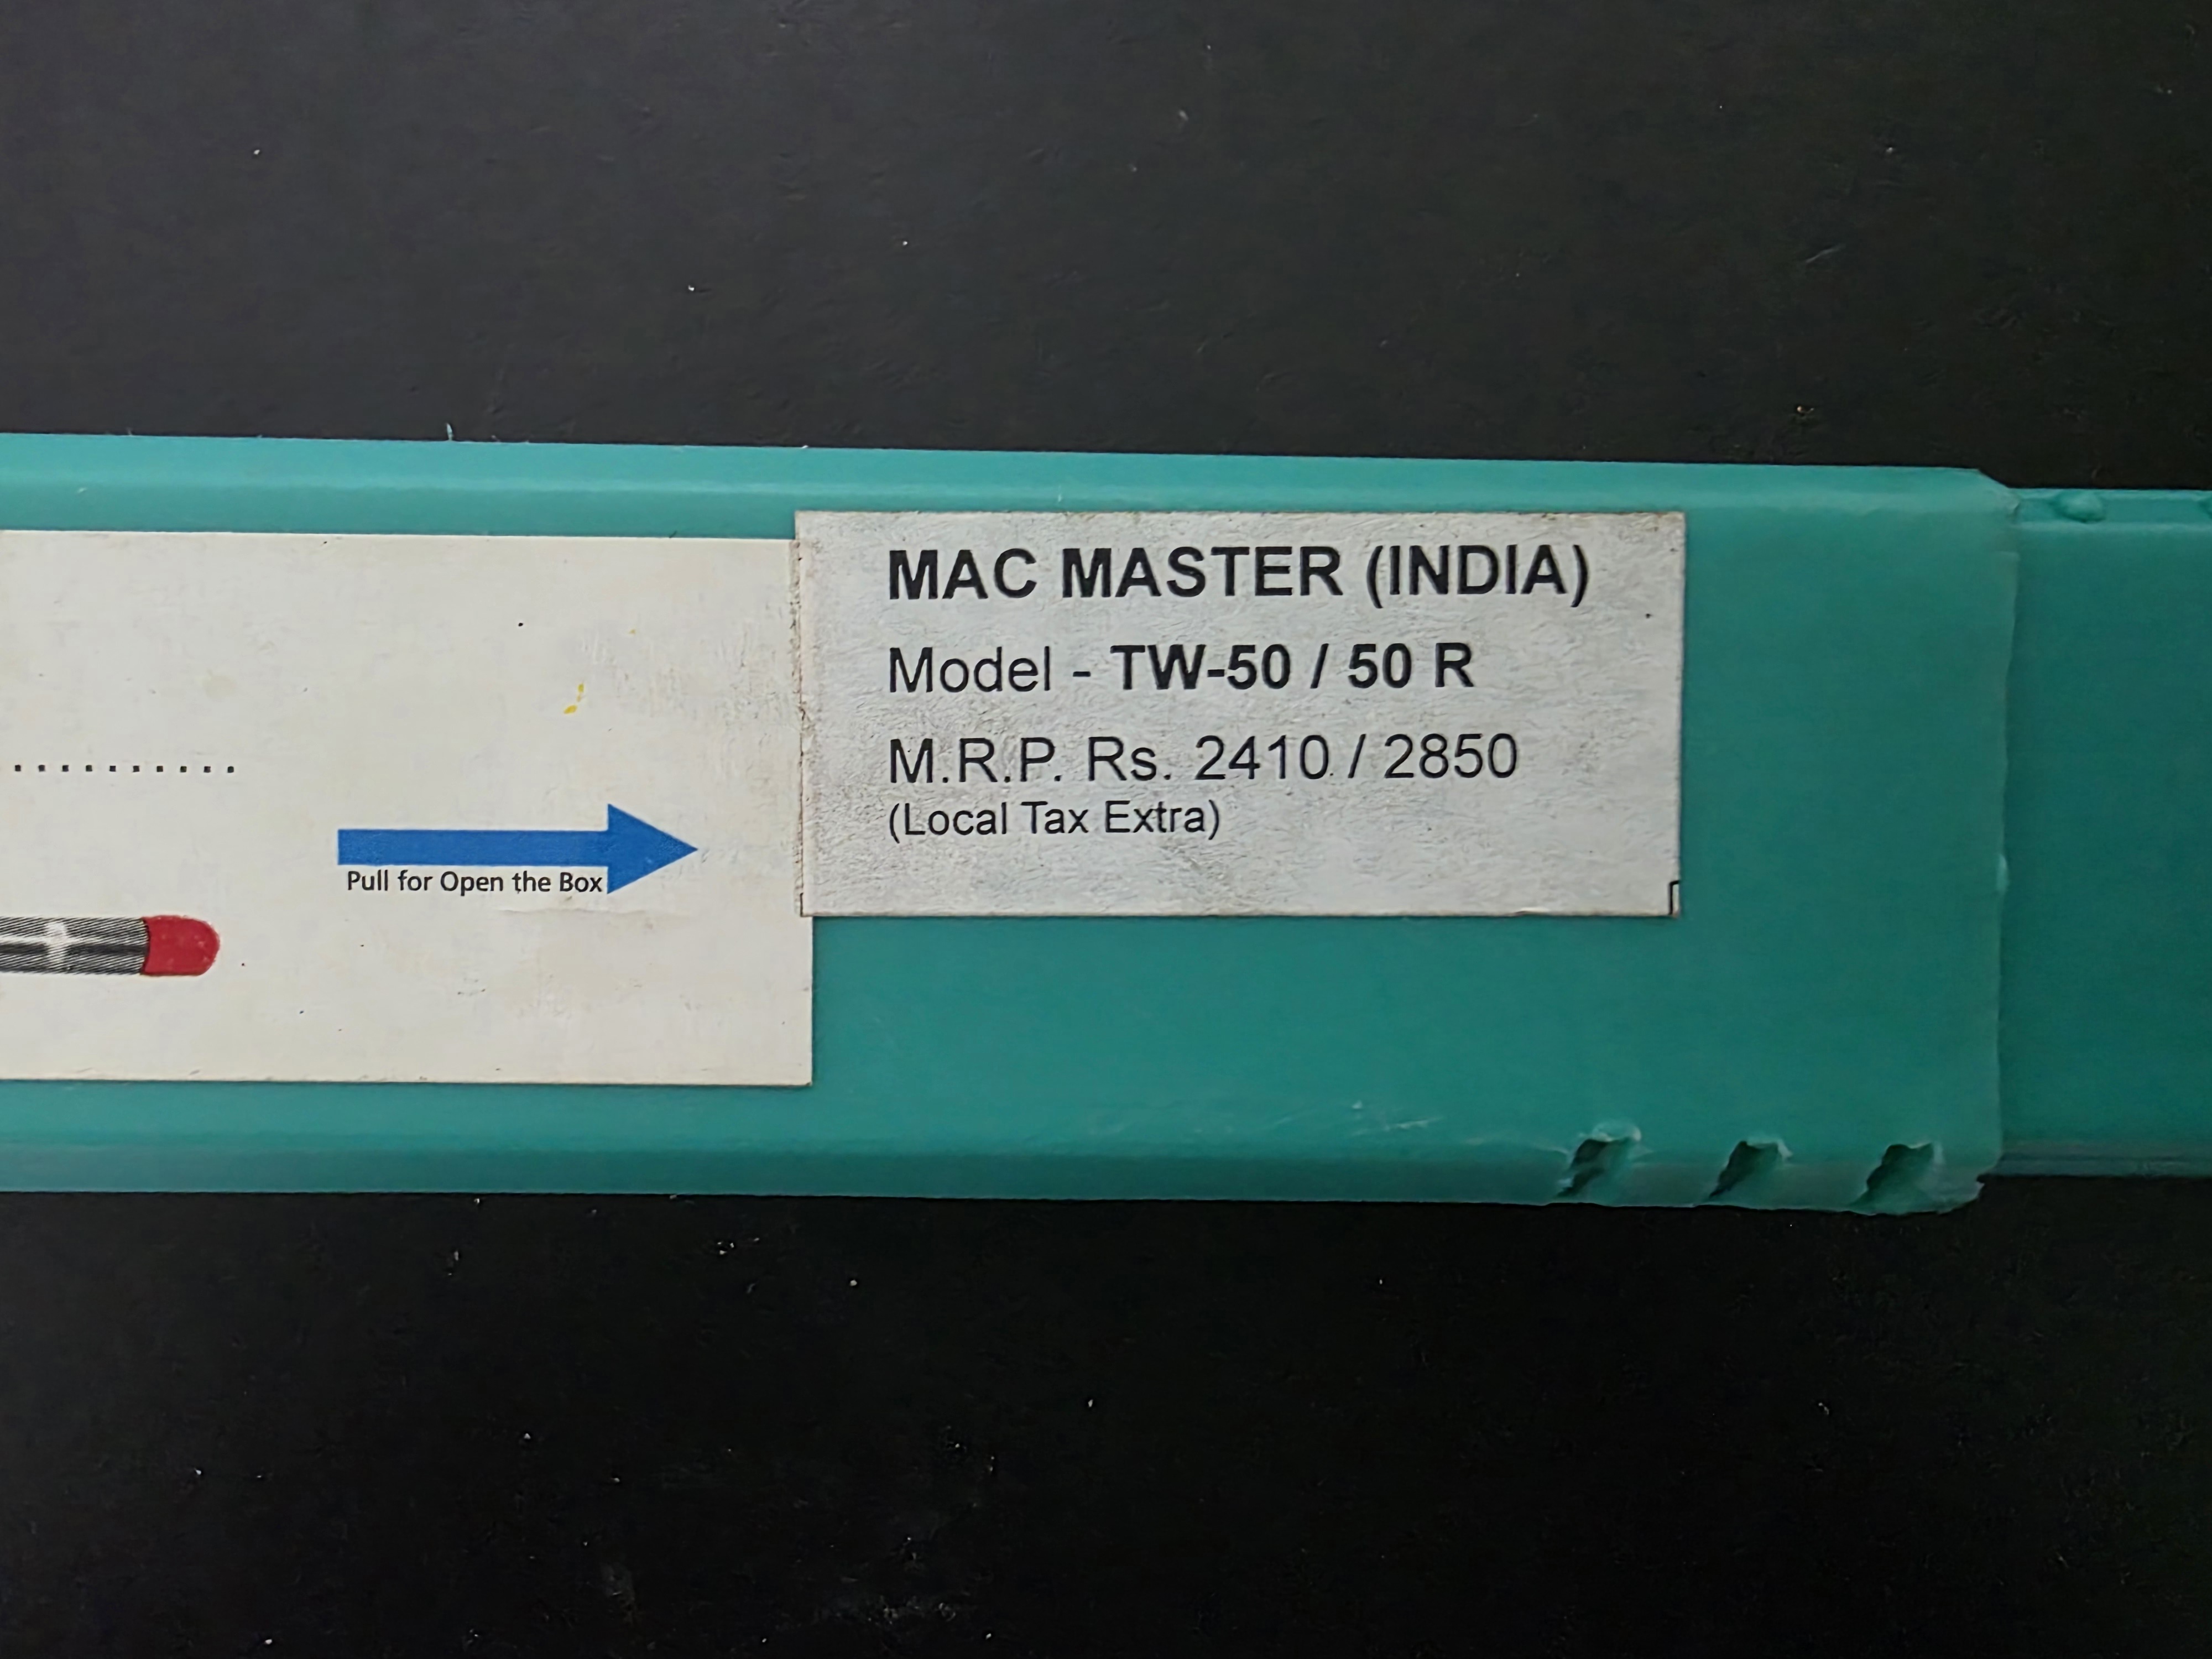 MAC MASTER (INDIA)
Model - TW-50 / 50 R
M.R.P. Rs. 2410 / 2850
(Local Tax Extra)
..........
Pull for Open the Box